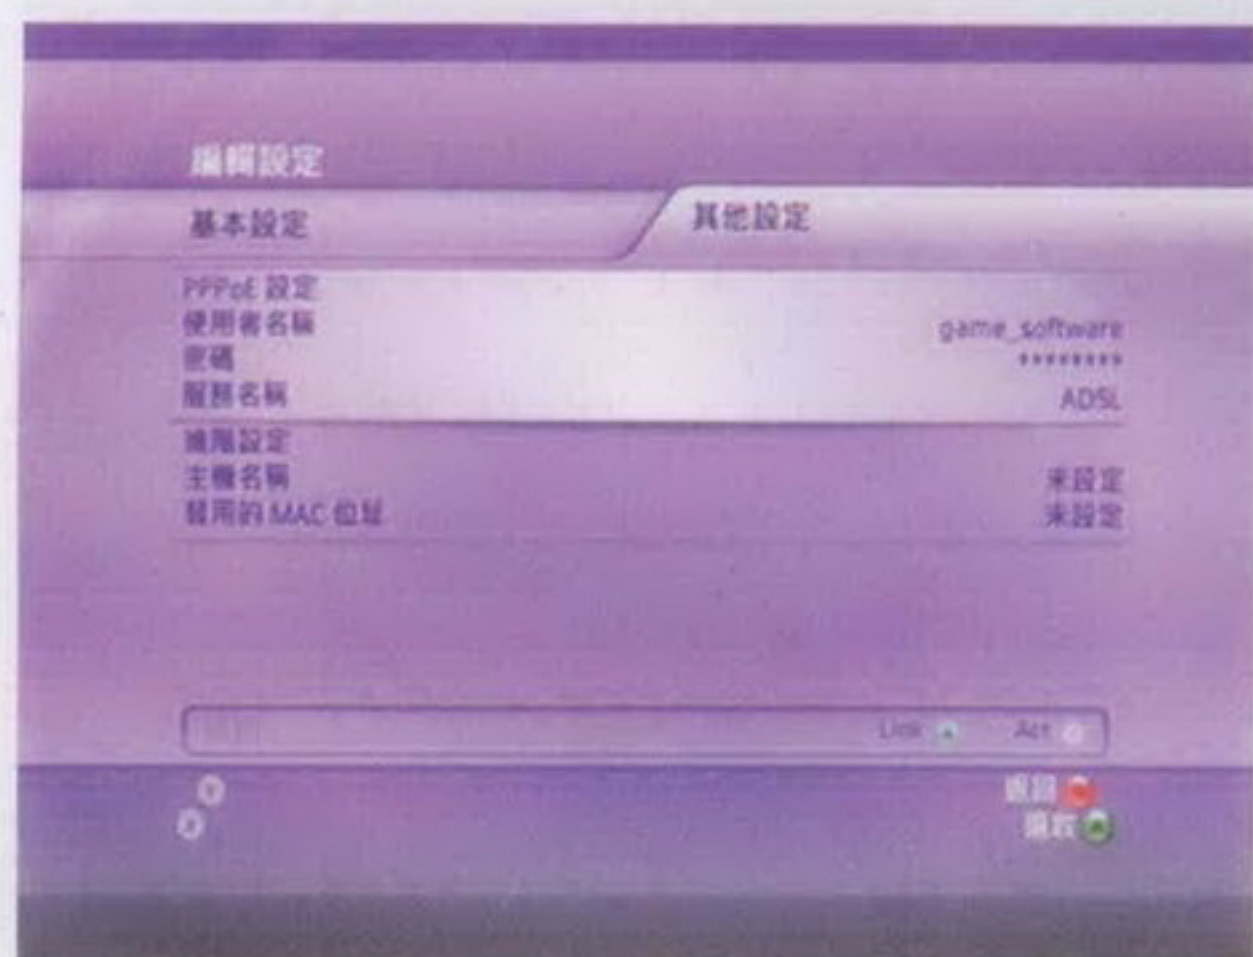 編輯設定
基本設定 其他設定
PPPoE 設定
使用者名稱 game_software
密碼 ********
服務名稱 ADSL
進階設定
主機名稱 未設定
替用的 MAC 位址 未設定
Link Act
返回
選取